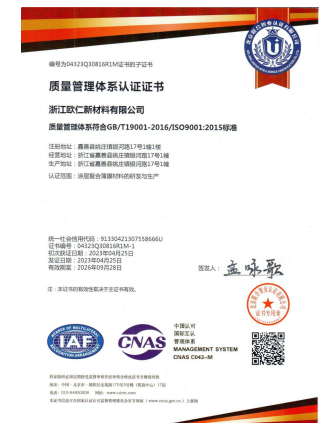 编号为04323Q30816R1M证书的子证书
质量管理体系认证证书
浙江欧仁新材料有限公司
质量管理体系符合GB/T19001-2016/ISO9001:2015标准
注册地址：嘉善县姚庄镇银河路17号1幢1楼
经营地址：浙江省嘉善县姚庄镇银河路17号1幢
生产地址：浙江省嘉善县姚庄镇银河路17号1幢
认证范围：涂层复合薄膜材料的研发与生产
统一社会信用代码：91330421307558666U
证书编号：04323Q30816R1M-1
初次获证日期：2023年04月25日
发证日期：2023年04月25日
有效期至：2026年09月28日
签发人：
注：本证书的有效性取决于主证书有效。
IAF
CNAS
中国认可
国际互认
管理体系
MANAGEMENT SYSTEM
CNAS C043-M
证书专用章